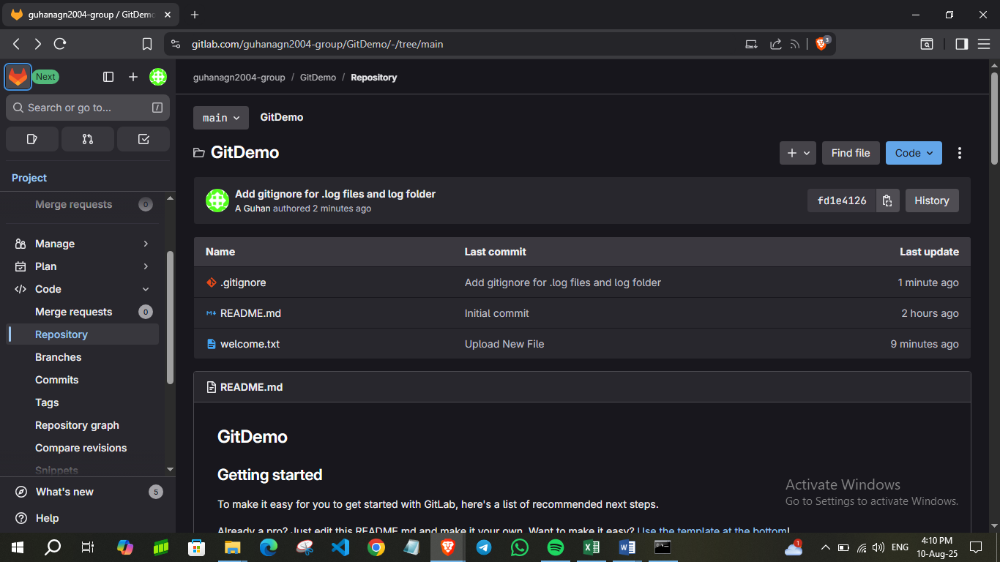 guhanagn2004-group / GitDemo
gitlab.com/guhanagn2004-group/GitDemo/-/tree/main
3
Next
guhanagn2004-group / GitDemo / Repository
Search or go to... /
main GitDemo
GitDemo
Find file Code
Project
Add gitignore for .log files and log folder
A Guhan authored 2 minutes ago
fd1e4126 History
Merge requests 0
Manage
Plan
Code
Merge requests 0
Repository
Branches
Commits
Tags
Repository graph
Compare revisions
Snippets
What's new 5
Help
Name Last commit Last update
.gitignore Add gitignore for .log files and log folder 1 minute ago
README.md Initial commit 2 hours ago
welcome.txt Upload New File 9 minutes ago
README.md
GitDemo
Getting started
To make it easy for you to get started with GitLab, here's a list of recommended next steps.
Already a pro? Just edit this README.md and make it your own. Want to make it easy? Use the template at the bottom!
Activate Windows
Go to Settings to activate Windows.
1
ENG
4:10 PM
10-Aug-25